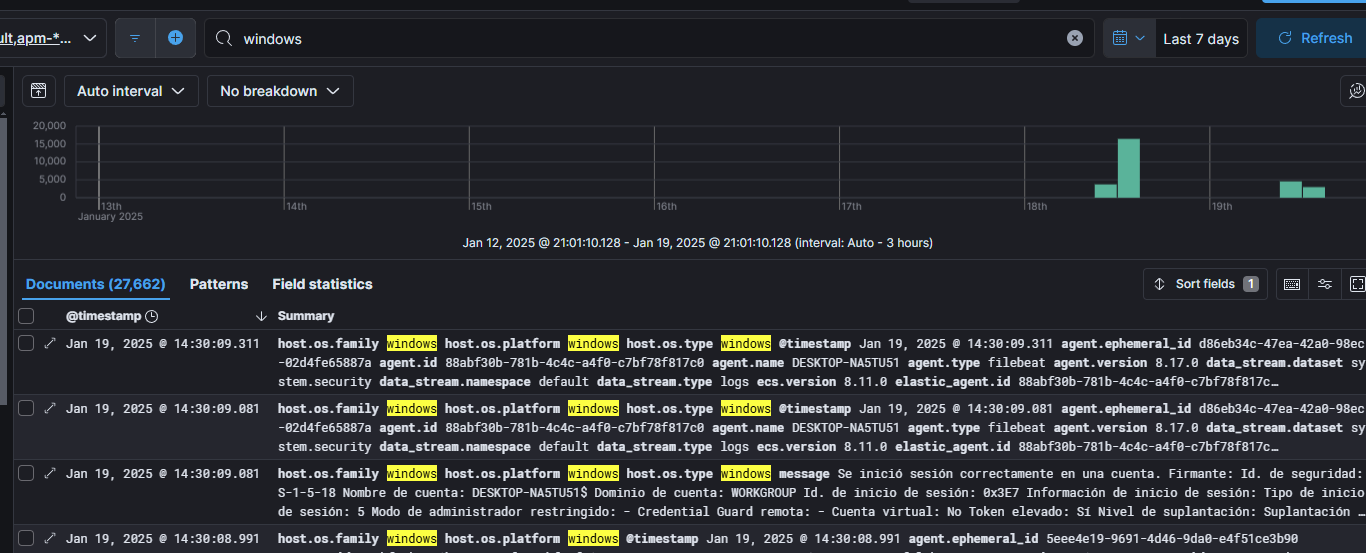 ult,apm-*...
windows
Last 7 days
Refresh
Auto interval
No breakdown
20,000
15,000
10,000
5,000
0
13th
14th
15th
16th
17th
18th
19th
January 2025
Jan 12, 2025 @ 21:01:10.128 - Jan 19, 2025 @ 21:01:10.128 (interval: Auto - 3 hours)
Documents (27,662)
Patterns
Field statistics
Sort fields 1
@timestamp
Summary
Jan 19, 2025 @ 14:30:09.311
host.os.family windows host.os.platform windows host.os.type windows @timestamp Jan 19, 2025 @ 14:30:09.311 agent.ephemeral_id d86eb34c-47ea-42a0-98ec
-02d4fe65887a agent.id 88abf30b-781b-4c4c-a4f0-c7bf78f817c0 agent.name DESKTOP-NA5TU51 agent.type filebeat agent.version 8.17.0 data_stream.dataset sy
stem.security data_stream.namespace default data_stream.type logs ecs.version 8.11.0 elastic_agent.id 88abf30b-781b-4c4c-a4f0-c7bf78f817c…
Jan 19, 2025 @ 14:30:09.081
host.os.family windows host.os.platform windows host.os.type windows @timestamp Jan 19, 2025 @ 14:30:09.081 agent.ephemeral_id d86eb34c-47ea-42a0-98ec
-02d4fe65887a agent.id 88abf30b-781b-4c4c-a4f0-c7bf78f817c0 agent.name DESKTOP-NA5TU51 agent.type filebeat agent.version 8.17.0 data_stream.dataset sy
stem.security data_stream.namespace default data_stream.type logs ecs.version 8.11.0 elastic_agent.id 88abf30b-781b-4c4c-a4f0-c7bf78f817c…
Jan 19, 2025 @ 14:30:09.081
host.os.family windows host.os.platform windows host.os.type windows message Se inició sesión correctamente en una cuenta. Firmante: Id. de seguridad:
S-1-5-18 Nombre de cuenta: DESKTOP-NA5TU51$ Dominio de cuenta: WORKGROUP Id. de inicio de sesión: 0x3E7 Información de inicio de sesión: Tipo de inicio
de sesión: 5 Modo de administrador restringido: - Credential Guard remota: - Cuenta virtual: No Token elevado: Sí Nivel de suplantación: Suplantación …
Jan 19, 2025 @ 14:30:08.991
host.os.family windows host.os.platform windows @timestamp Jan 19, 2025 @ 14:30:08.991 agent.ephemeral_id 5eee4e19-9691-4d46-9da0-e4f51ce3b90